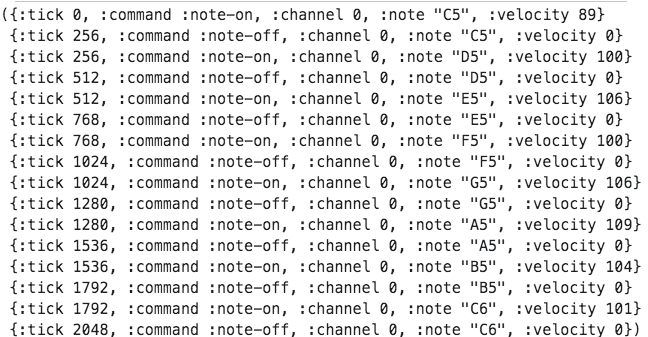 ({:tick 0, :command :note-on, :channel 0, :note "C5", :velocity 89}
{:tick 256, :command :note-off, :channel 0, :note "C5", :velocity 0}
{:tick 256, :command :note-on, :channel 0, :note "D5", :velocity 100}
{:tick 512, :command :note-off, :channel 0, :note "D5", :velocity 0}
{:tick 512, :command :note-on, :channel 0, :note "E5", :velocity 106}
{:tick 768, :command :note-off, :channel 0, :note "E5", :velocity 0}
{:tick 768, :command :note-on, :channel 0, :note "F5", :velocity 100}
{:tick 1024, :command :note-off, :channel 0, :note "F5", :velocity 0}
{:tick 1024, :command :note-on, :channel 0, :note "G5", :velocity 106}
{:tick 1280, :command :note-off, :channel 0, :note "G5", :velocity 0}
{:tick 1280, :command :note-on, :channel 0, :note "A5", :velocity 109}
{:tick 1536, :command :note-off, :channel 0, :note "A5", :velocity 0}
{:tick 1536, :command :note-on, :channel 0, :note "B5", :velocity 104}
{:tick 1792, :command :note-off, :channel 0, :note "B5", :velocity 0}
{:tick 1792, :command :note-on, :channel 0, :note "C6", :velocity 101}
{:tick 2048, :command :note-off, :channel 0, :note "C6", :velocity 0})